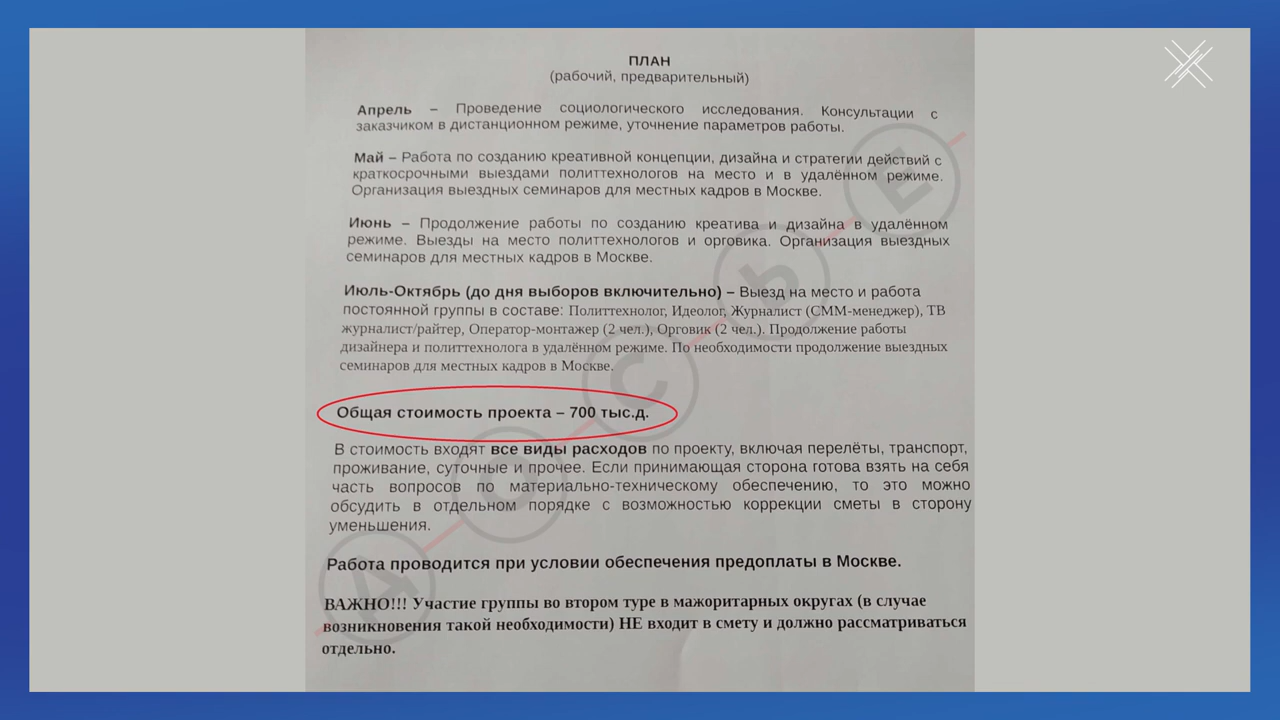 ПЛАН
(рабочий, предварительный)
Апрель – Проведение социологического исследования. Консультации с
заказчиком в дистанционном режиме, уточнение параметров работы.
Май – Работа по созданию креативной концепции, дизайна и стратегии действий с
краткосрочными выездами политтехнологов на место и в удалённом режиме.
Организация выездных семинаров для местных кадров в Москве.
Июнь – Продолжение работы по созданию креатива и дизайна в удалённом
режиме. Выезды на место политтехнологов и орговика. Организация выездных
семинаров для местных кадров в Москве.
Июль-Октябрь (до дня выборов включительно) – Выезд на место и работа
постоянной группы в составе: Политтехнолог, Идеолог, Журналист (СММ-менеджер), ТВ
журналист/райтер, Оператор-монтажер (2 чел.), Орговик (2 чел.). Продолжение работы
дизайнера и политтехнолога в удалённом режиме. По необходимости продолжение выездных
семинаров для местных кадров в Москве.
Общая стоимость проекта – 700 тыс.д.
В стоимость входят все виды расходов по проекту, включая перелёты, транспорт,
проживание, суточные и прочее. Если принимающая сторона готова взять на себя
часть вопросов по материально-техническому обеспечению, то это можно
обсудить в отдельном порядке с возможностью коррекции сметы в сторону
уменьшения.
Работа проводится при условии обеспечения предоплаты в Москве.
ВАЖНО!!! Участие группы во втором туре в мажоритарных округах (в случае
возникновения такой необходимости) НЕ входит в смету и должно рассматриваться
отдельно.
ДОСЬЕ